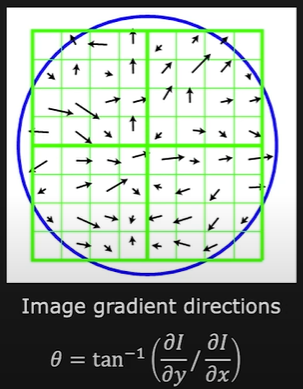 Image gradient directions
θ = tan⁻¹ (∂I/∂y / ∂I/∂x)